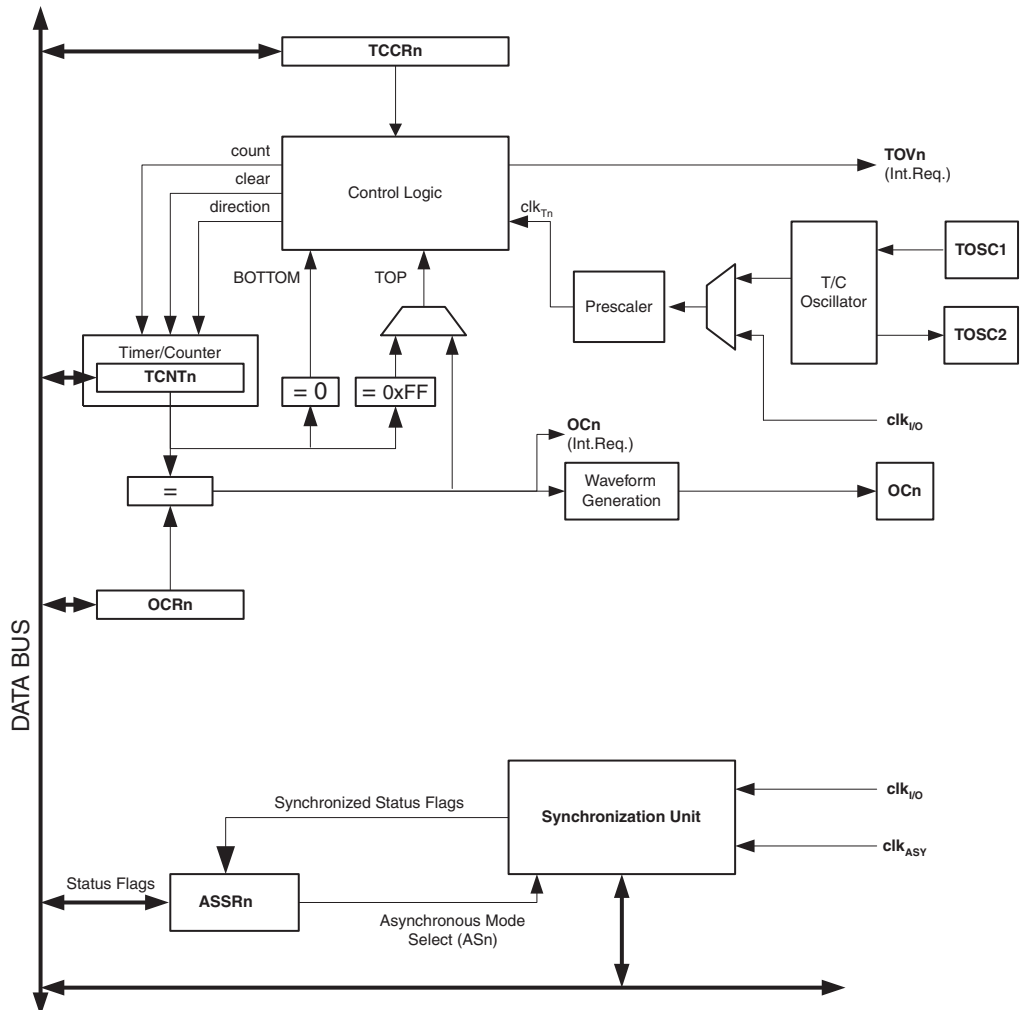 TCCRn
count
clear
direction
Control Logic
TOVn
(Int.Req.)
clkTn
BOTTOM
TOP
Prescaler
T/C
Oscillator
TOSC1
TOSC2
Timer/Counter
TCNTn
= 0
= 0xFF
OCn
(Int.Req.)
clkI/O
=
Waveform
Generation
OCn
OCRn
DATA BUS
Synchronized Status Flags
Synchronization Unit
clkI/O
clkASY
Status Flags
ASSRn
Asynchronous Mode
Select (ASn)